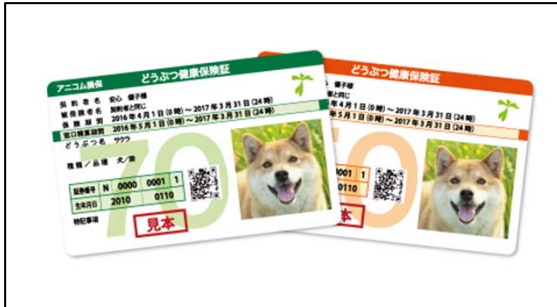 アニコム損保 どうぶつ健康保険証
契約者名 安心 優子様
被保険者名 契約者と同じ
保険期間 2016年4月1日(0時)～2017年3月31日(24時)
窓口精算期間 2016年5月1日(0時)～2017年3月31日(24時)
どうぶつ名 サクラ
種類／品種 犬／柴
70
証券番号 N 0000 0001 1
生年月日 2010 0110
特記事項
見本
どうぶつ健康保険証
優子様
と同じ
年4月1日(0時)～2017年3月31日(24時)
年5月1日(0時)～2017年3月31日(24時)
0001 1
0110